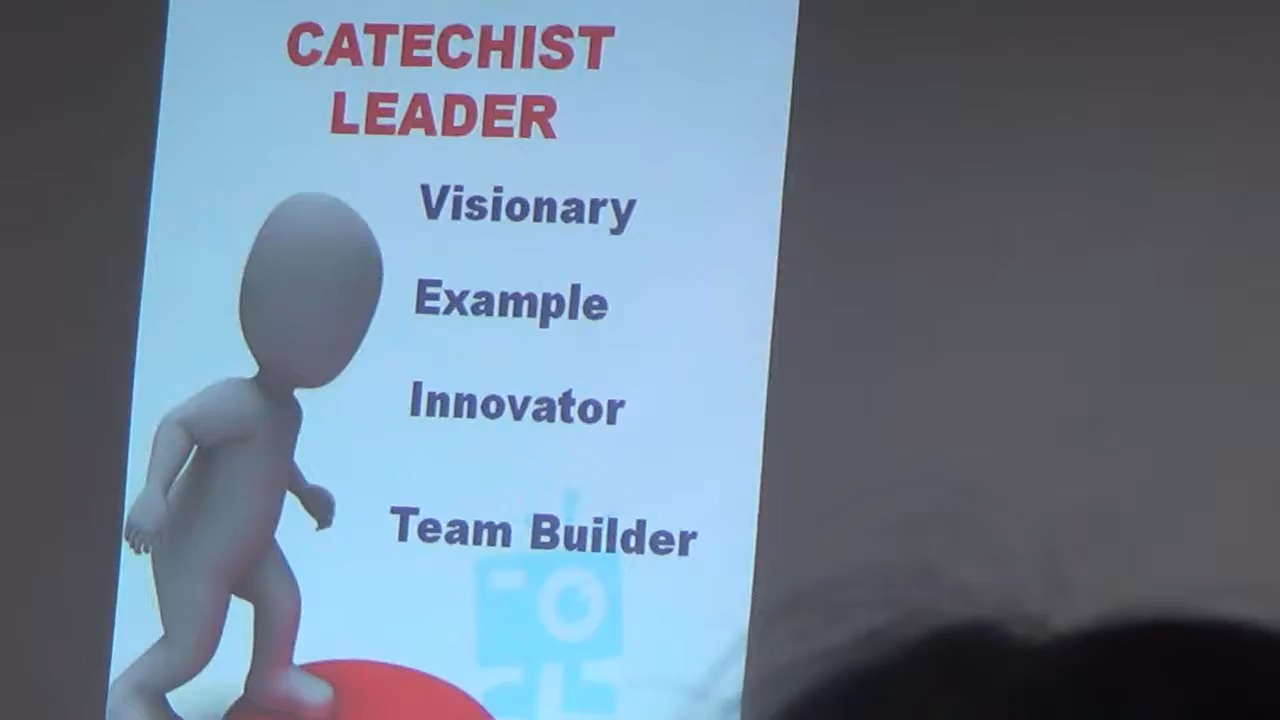 CATECHIST
LEADER
Visionary
Example
Innovator
Team Builder